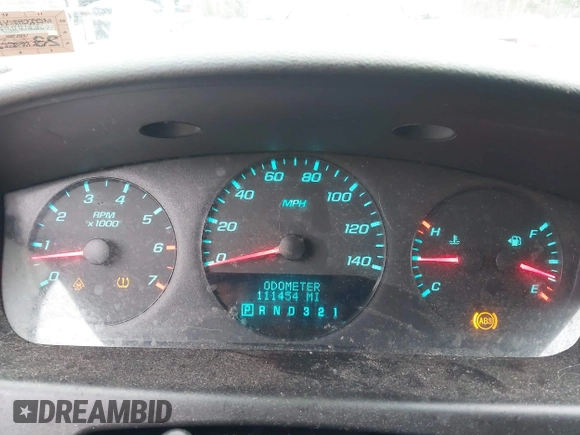 23
RPM
x1000
0
1
2
3
4
5
6
7
MPH
0
20
40
60
80
100
120
140
ODOMETER
111454 MI
P R N D 3 2 1
H
C
F
E
ABS
DREAMBID